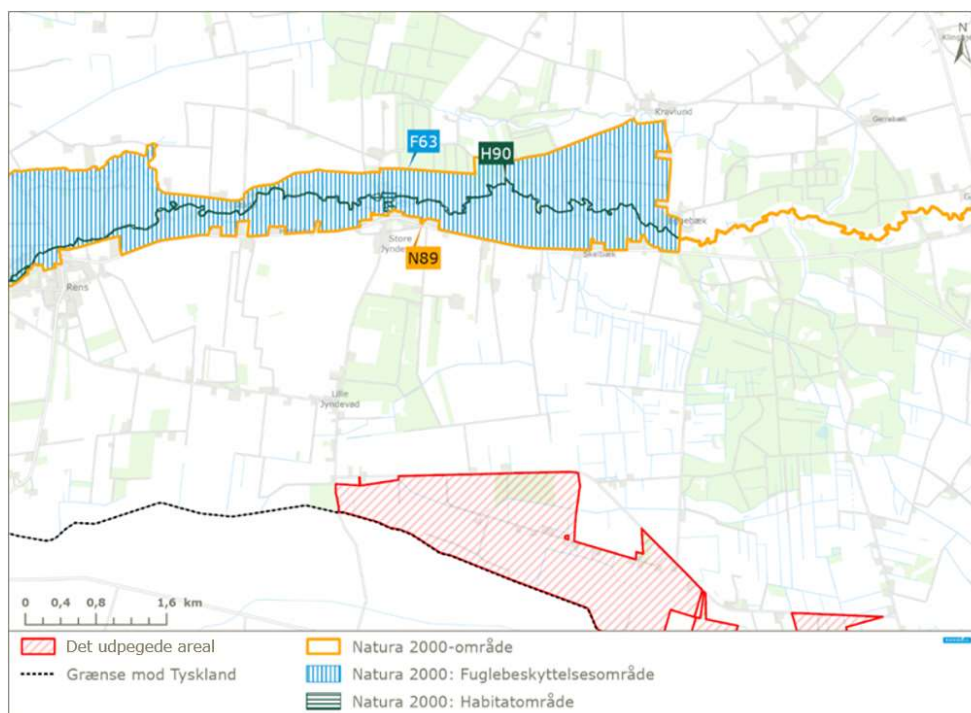 N
Kravlund
Gerrebæk
F63
H90
Store
N89
Skelbæk
Rens
Lille
Jyndevad
0 0,4 0,8 1,6 km
Det udpegede areal
Grænse mod Tyskland
Natura 2000-område
Natura 2000: Fuglebeskyttelsesområde
Natura 2000: Habitatområde